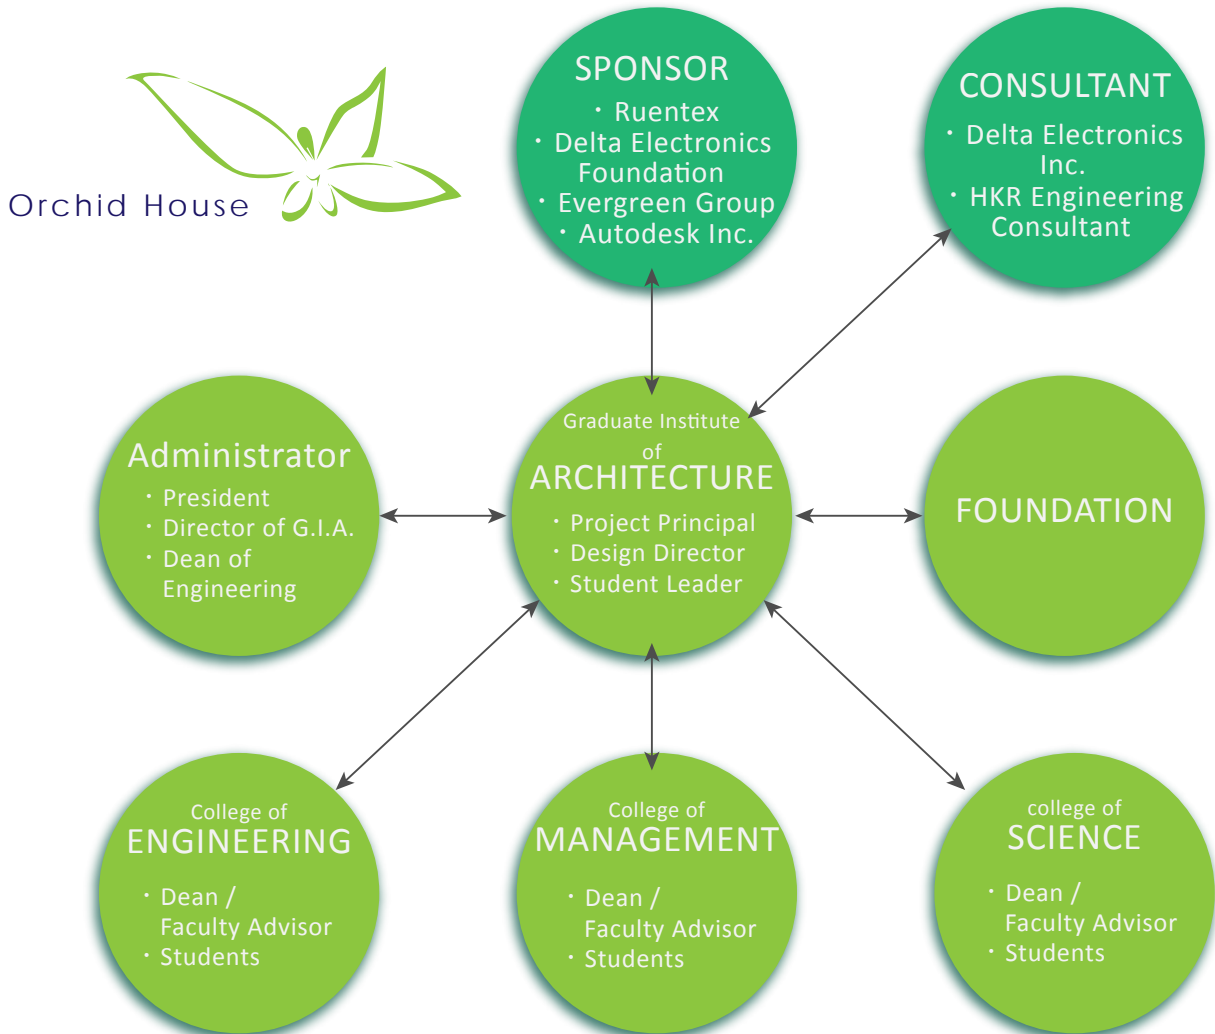 Orchid House
SPONSOR
· Ruentex
· Delta Electronics
Foundation
· Evergreen Group
· Autodesk Inc.
CONSULTANT
· Delta Electronics
Inc.
· HKR Engineering
Consultant
Administrator
· President
· Director of G.I.A.
· Dean of
Engineering
Graduate Institute
of
ARCHITECTURE
· Project Principal
· Design Director
· Student Leader
FOUNDATION
College of
ENGINEERING
· Dean /
Faculty Advisor
· Students
College of
MANAGEMENT
· Dean /
Faculty Advisor
· Students
college of
SCIENCE
· Dean /
Faculty Advisor
· Students